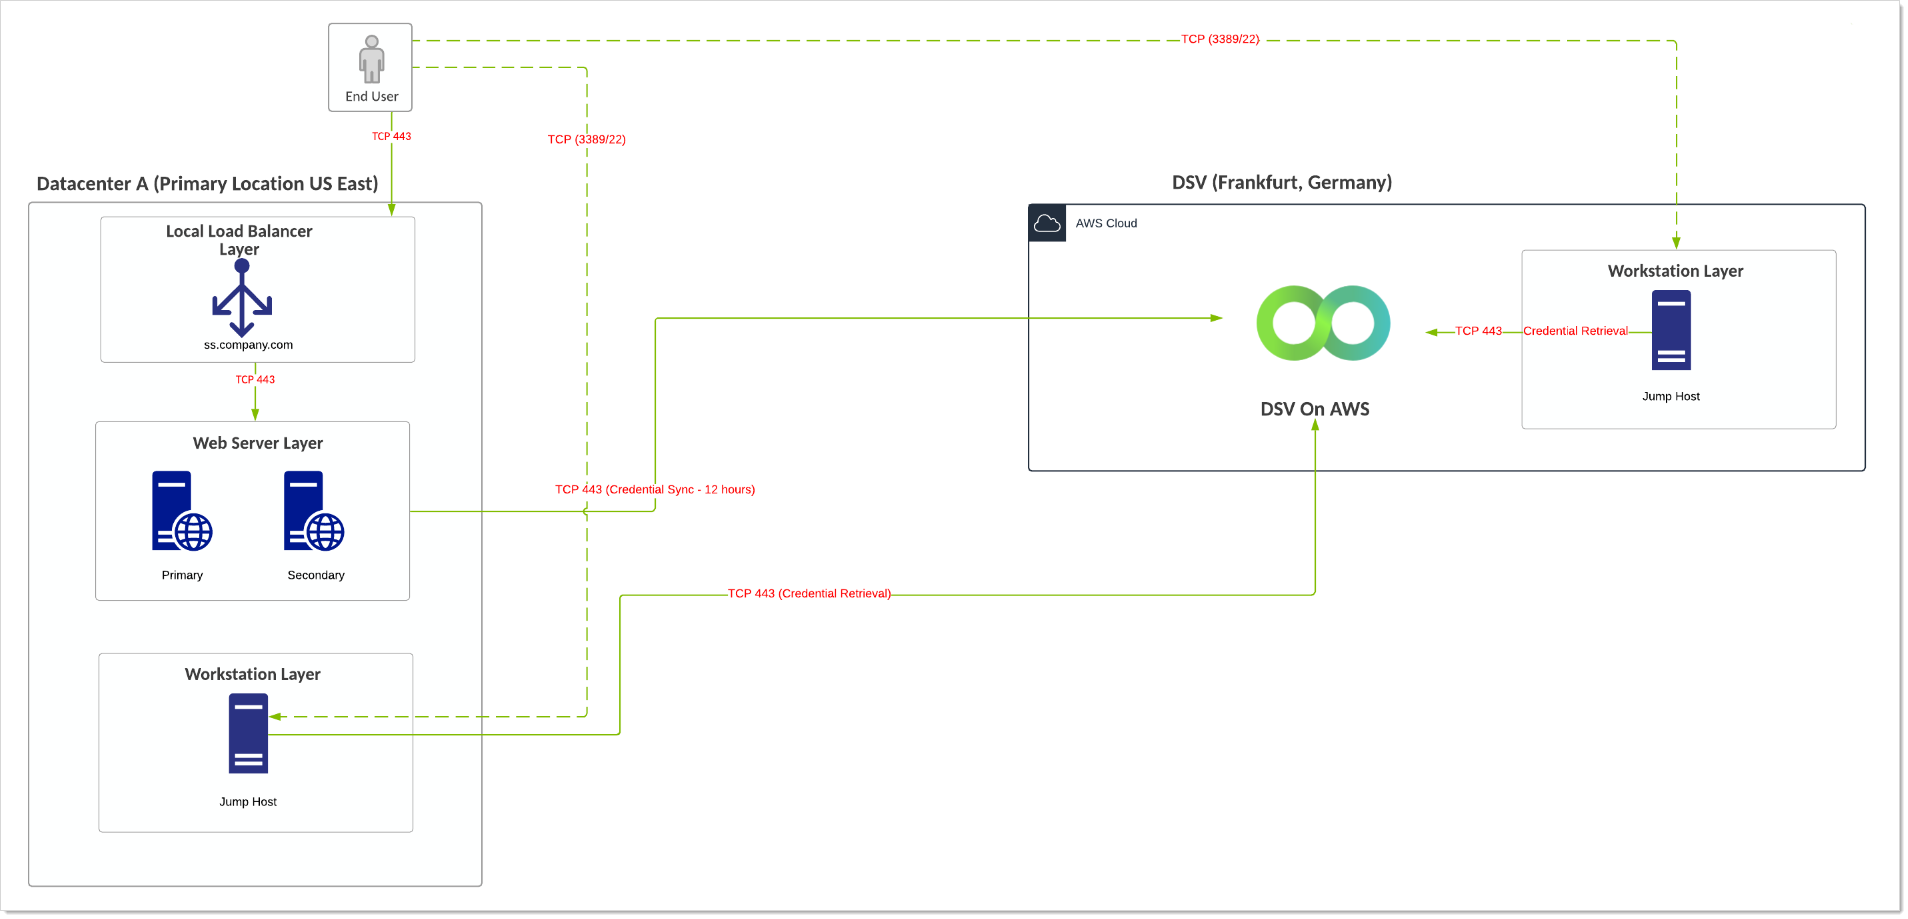 TCP (3389/22)
End User
TCP 443
TCP (3389/22)
Datacenter A (Primary Location US East)
DSV (Frankfurt, Germany)
Local Load Balancer
Layer
ss.company.com
AWS Cloud
Workstation Layer
TCP 443
Credential Retrieval
Jump Host
DSV On AWS
TCP 443
Web Server Layer
Primary
Secondary
TCP 443 (Credential Sync - 12 hours)
TCP 443 (Credential Retrieval)
Workstation Layer
Jump Host